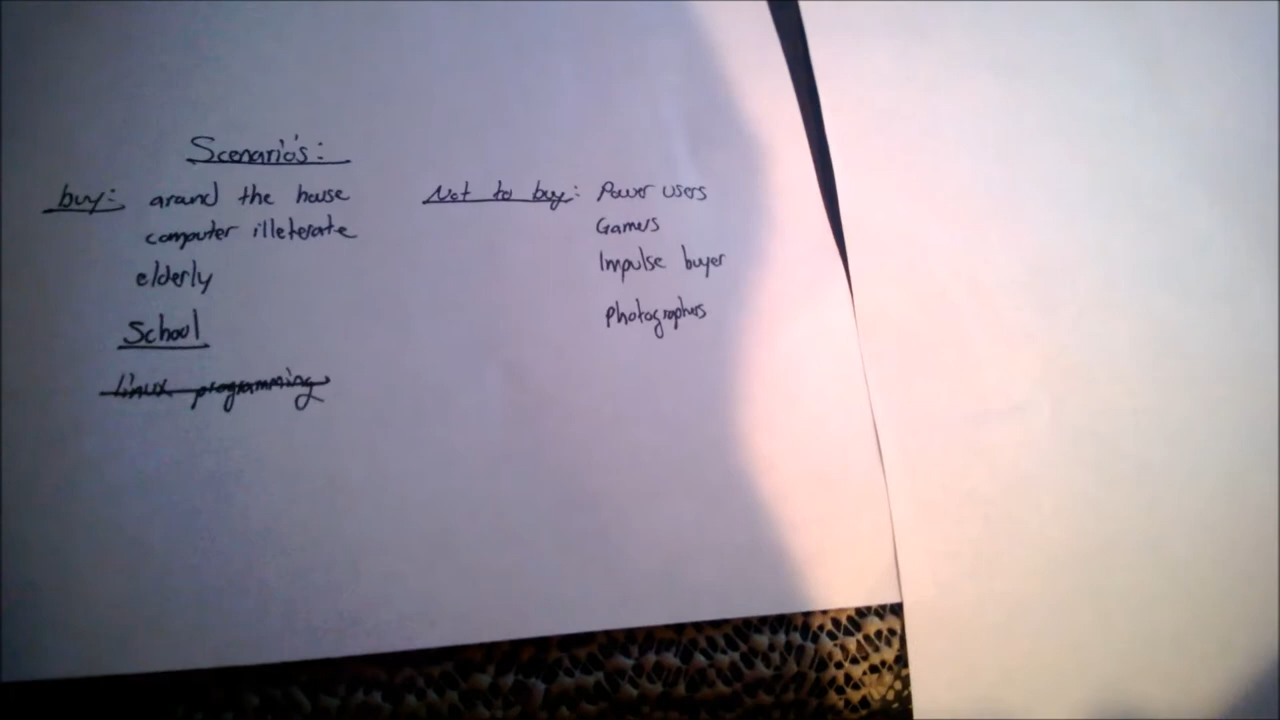 Scenario's:
buy: around the house
computer illeterate
elderly
School
linux programming
Not to buy: Power users
Gamers
Impulse buyer
photographers